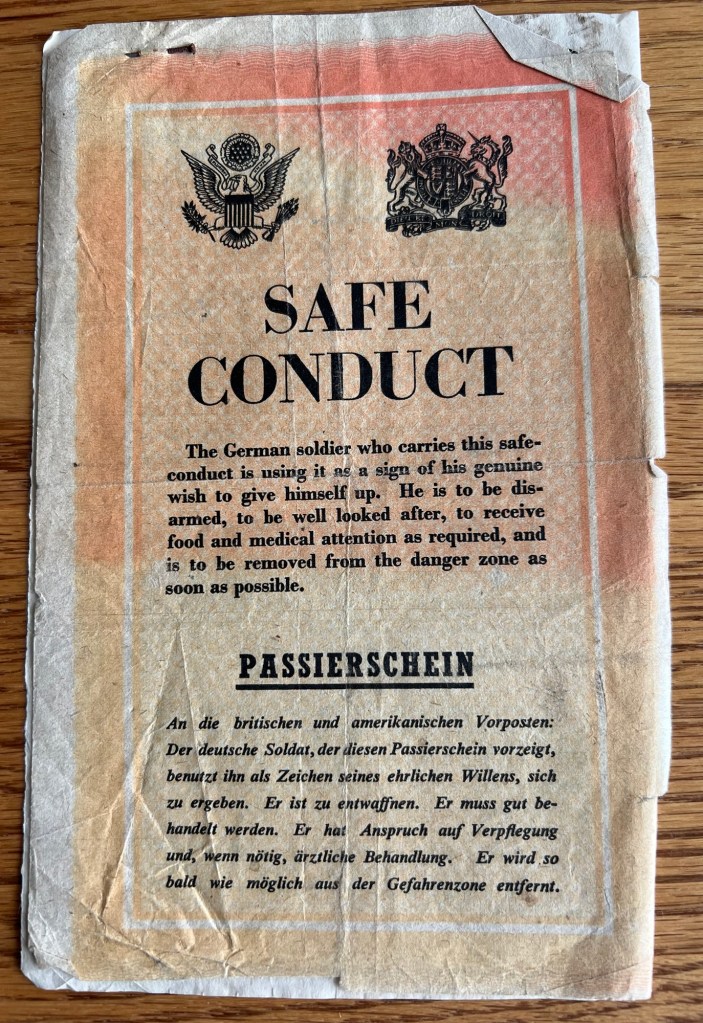 SAFE
CONDUCT
The German soldier who carries this safe-
conduct is using it as a sign of his genuine
wish to give himself up. He is to be dis-
armed, to be well looked after, to receive
food and medical attention as required, and
is to be removed from the danger zone as
soon as possible.
PASSIERSCHEIN
An die britischen und amerikanischen Vorposten:
Der deutsche Soldat, der diesen Passierschein vorzeigt,
benutzt ihn als Zeichen seines ehrlichen Willens, sich
zu ergeben. Er ist zu entwaffnen. Er muss gut be-
handelt werden. Er hat Anspruch auf Verpflegung
und, wenn nötig, ärztliche Behandlung. Er wird so
bald wie möglich aus der Gefahrenzone entfernt.